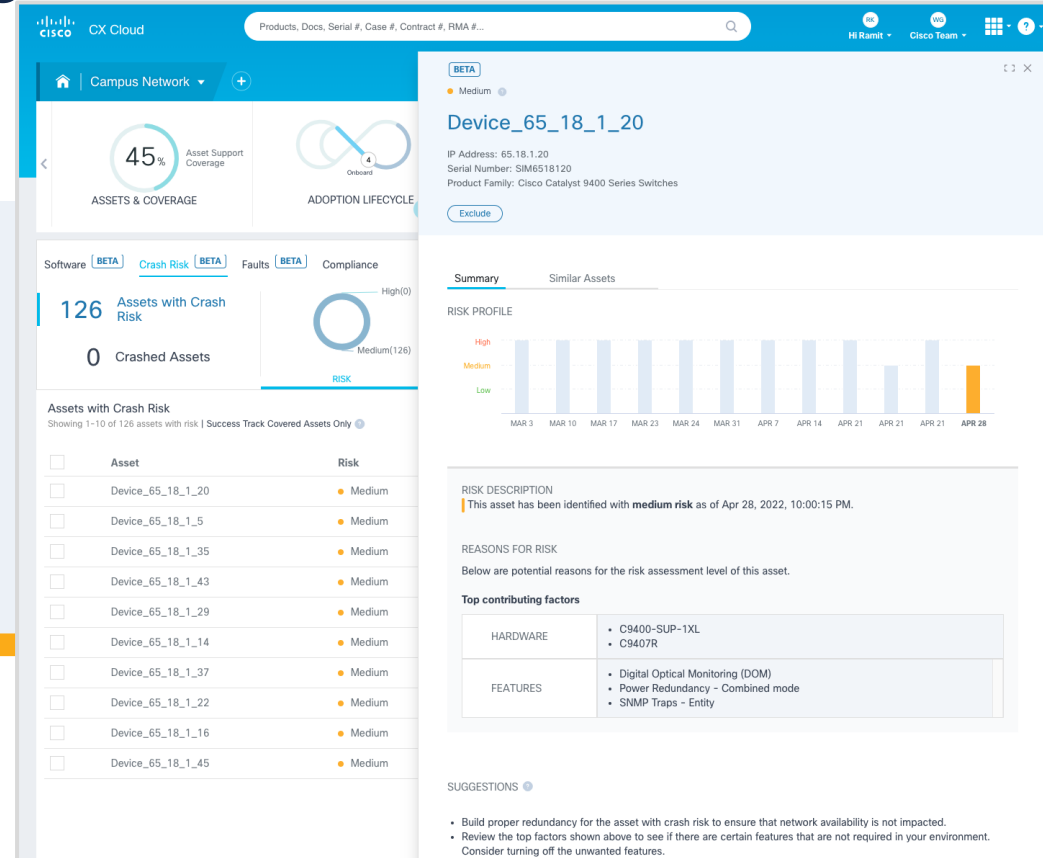 cisco CX Cloud
Products, Docs, Serial #, Case #, Contract #, RMA #...
RK
Hi Ramit
WG
Cisco Team
?
Campus Network
+
45%
Asset Support
Coverage
ASSETS & COVERAGE
4
Onboard
ADOPTION LIFECYCLE
Software BETA Crash Risk BETA Faults BETA Compliance
126 Assets with Crash
Risk
0 Crashed Assets
High(0)
Medium(126)
RISK
Assets with Crash Risk
Showing 1-10 of 126 assets with risk | Success Track Covered Assets Only ?
Asset Risk
Device_65_18_1_20 Medium
Device_65_18_1_5 Medium
Device_65_18_1_35 Medium
Device_65_18_1_43 Medium
Device_65_18_1_29 Medium
Device_65_18_1_14 Medium
Device_65_18_1_37 Medium
Device_65_18_1_22 Medium
Device_65_18_1_16 Medium
Device_65_18_1_45 Medium
BETA
Medium ?
Device_65_18_1_20
IP Address: 65.18.1.20
Serial Number: SIM6518120
Product Family: Cisco Catalyst 9400 Series Switches
Exclude
Summary Similar Assets
RISK PROFILE
High
Medium
Low
MAR 3 MAR 10 MAR 17 MAR 23 MAR 24 MAR 31 APR 7 APR 14 APR 21 APR 21 APR 21 APR 28
RISK DESCRIPTION
This asset has been identified with medium risk as of Apr 28, 2022, 10:00:15 PM.
REASONS FOR RISK
Below are potential reasons for the risk assessment level of this asset.
Top contributing factors
HARDWARE
• C9400-SUP-1XL
• C9407R
FEATURES
• Digital Optical Monitoring (DOM)
• Power Redundancy - Combined mode
• SNMP Traps - Entity
SUGGESTIONS ?
• Build proper redundancy for the asset with crash risk to ensure that network availability is not impacted.
• Review the top factors shown above to see if there are certain features that are not required in your environment.
Consider turning off the unwanted features.